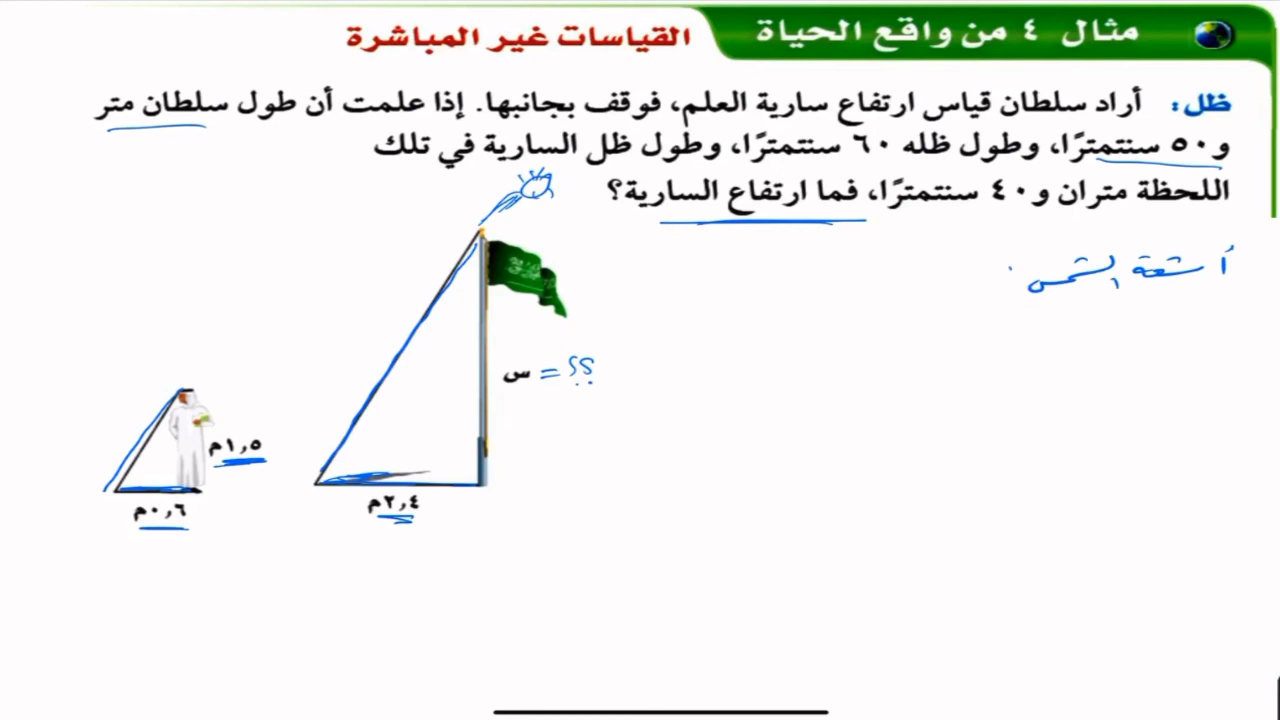 مثال ٤ من واقع الحياة
القياسات غير المباشرة
ظل: أراد سلطان قياس ارتفاع سارية العلم، فوقف بجانبها. إذا علمت أن طول سلطان متر
و٥٠ سنتمترًا، وطول ظله ٦٠ سنتمترًا، وطول ظل السارية في تلك
اللحظة متران و٤٠ سنتمترًا، فما ارتفاع السارية؟
أشعة الشمس
س = ؟؟
١٫٥م
٠٫٦م
٢٫٤م